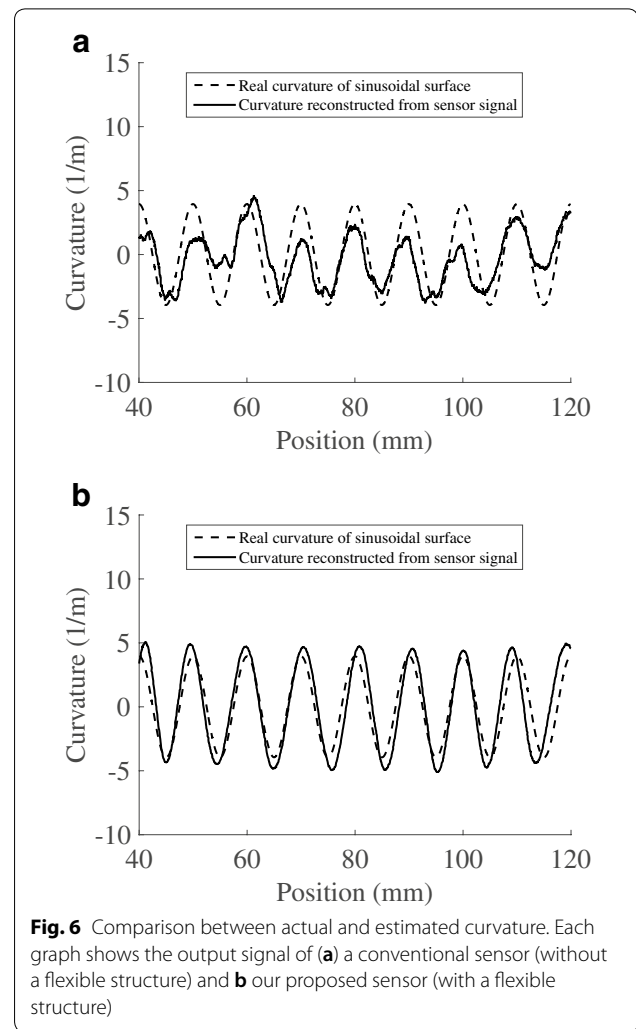 a
15
10
5
0
-5
-10
Curvature (1/m)
Real curvature of sinusoidal surface
Curvature reconstructed from sensor signal
40 60 80 100 120
Position (mm)
b
15
10
5
0
-5
-10
Curvature (1/m)
Real curvature of sinusoidal surface
Curvature reconstructed from sensor signal
40 60 80 100 120
Position (mm)
Fig. 6 Comparison between actual and estimated curvature. Each
graph shows the output signal of (a) a conventional sensor (without
a flexible structure) and b our proposed sensor (with a flexible
structure)